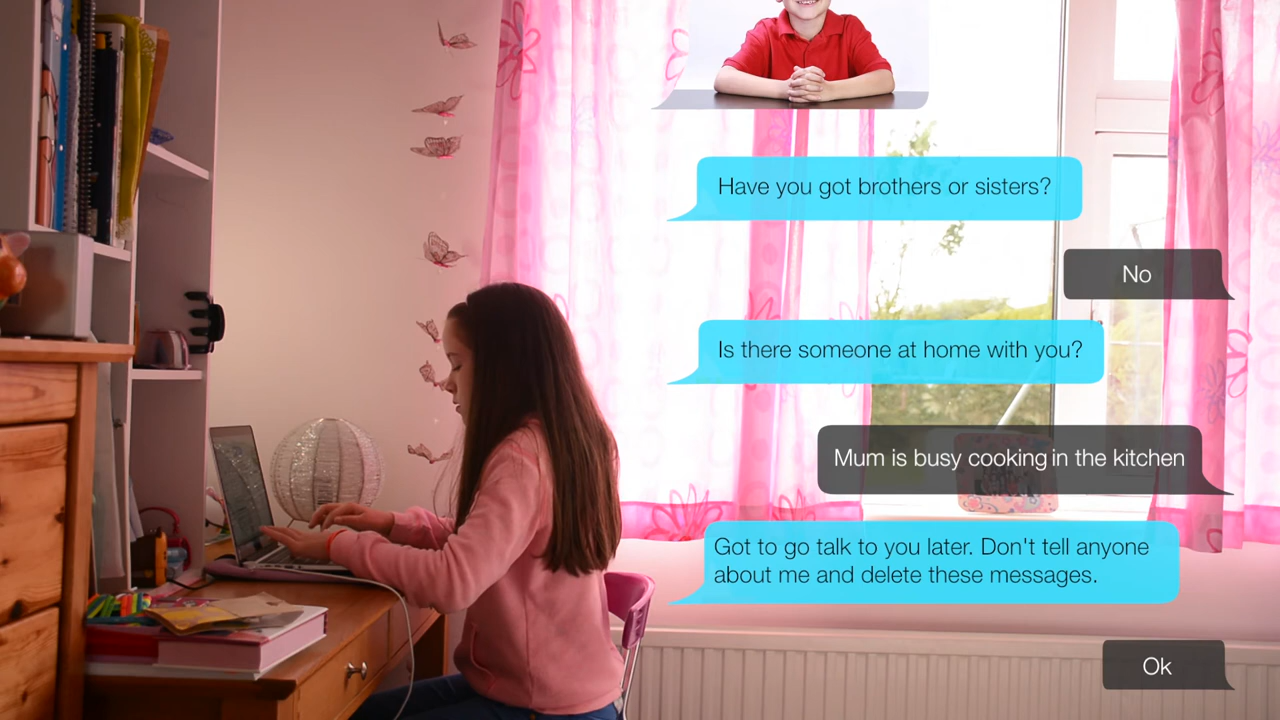 Have you got brothers or sisters?
No
Is there someone at home with you?
Mum is busy cooking in the kitchen
Got to go talk to you later. Don't tell anyone
about me and delete these messages.
Ok